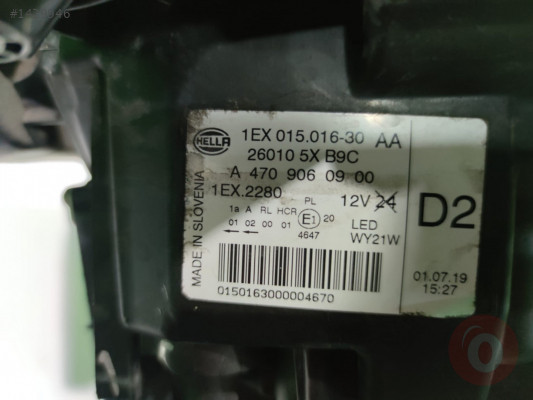 HELLA
1EX 015.016-30 AA
26010 5X B9C
A 470 906 09 00
1EX.2280
12V 24
1a A RL HCR PL
01 02 00 01 E1 20
4647
LED
WY21W
D2
MADE IN SLOVENIA
0150163000004670
01.07.19
15:27